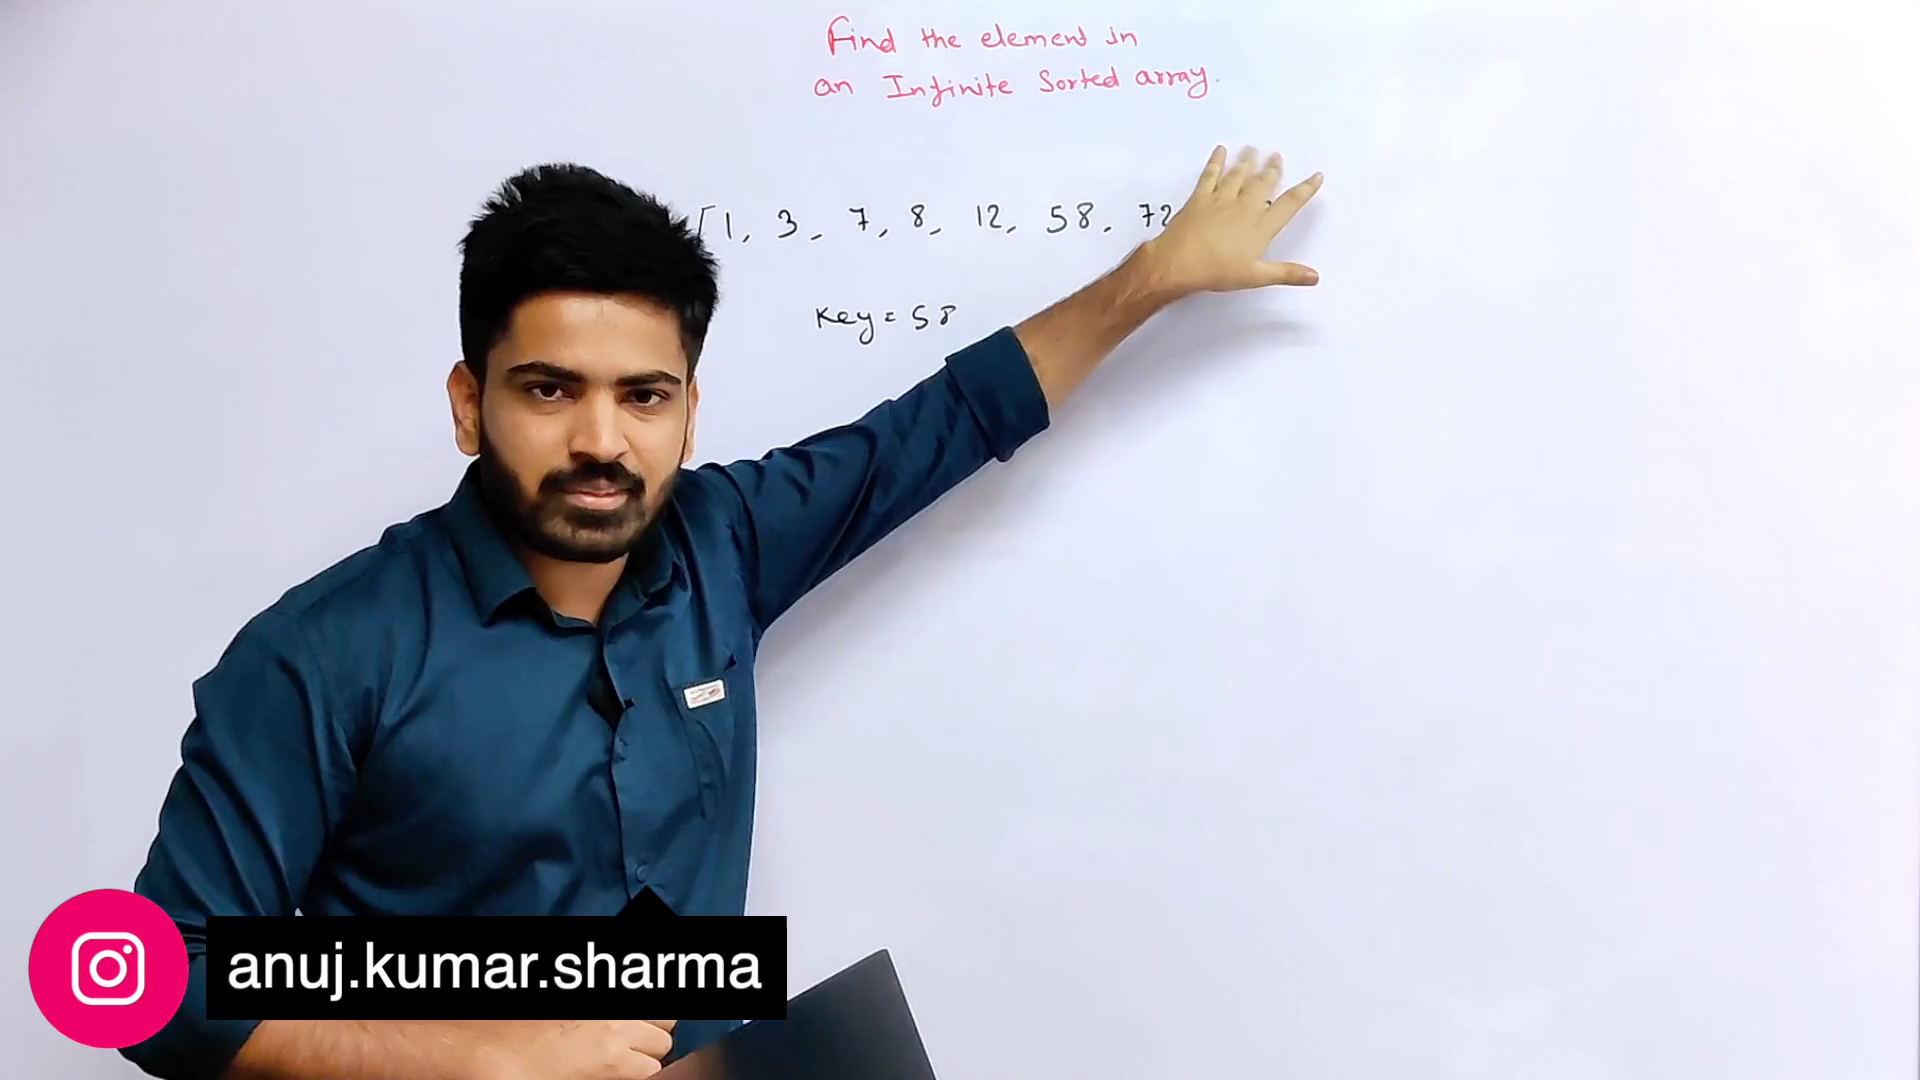 Find the element in
an Infinite Sorted array.
[1, 3, 7, 8, 12, 58, 72
Key = 58
anuj.kumar.sharma